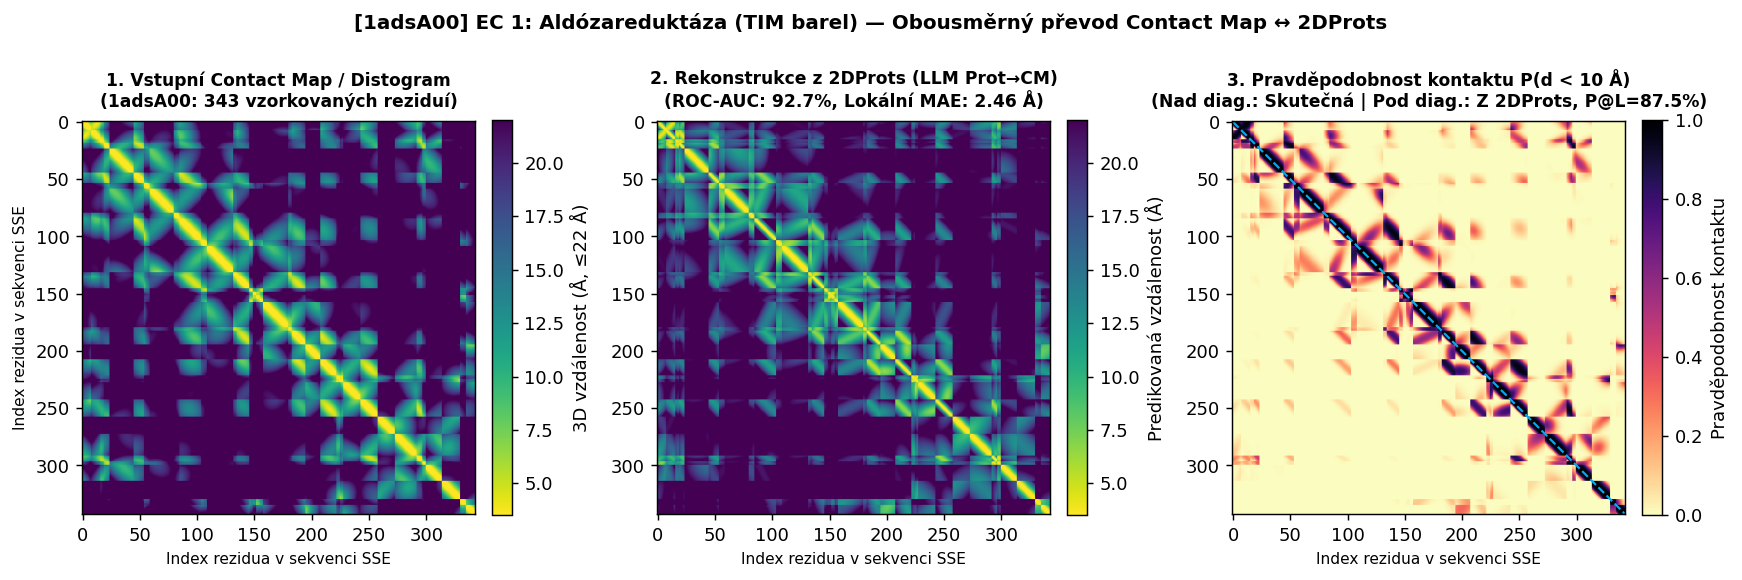 [1adsA00] EC 1: Aldózareduktáza (TIM barel) — Obousměrný převod Contact Map ↔ 2DProts
1. Vstupní Contact Map / Distogram
(1adsA00: 343 vzorkovaných reziduí)
0
50
100
150
200
250
300
Index rezidua v sekvenci SSE
0 50 100 150 200 250 300
Index rezidua v sekvenci SSE
20.0
17.5
15.0
12.5
10.0
7.5
5.0
3D vzdálenost (Å, ≤22 Å)
2. Rekonstrukce z 2DProts (LLM Prot→CM)
(ROC-AUC: 92.7%, Lokální MAE: 2.46 Å)
0
50
100
150
200
250
300
0 50 100 150 200 250 300
Index rezidua v sekvenci SSE
20.0
17.5
15.0
12.5
10.0
7.5
5.0
Predikovaná vzdálenost (Å)
3. Pravděpodobnost kontaktu P(d < 10 Å)
(Nad diag.: Skutečná | Pod diag.: Z 2DProts, P@L=87.5%)
0
50
100
150
200
250
300
0 50 100 150 200 250 300
Index rezidua v sekvenci SSE
1.0
0.8
0.6
0.4
0.2
0.0
Pravděpodobnost kontaktu